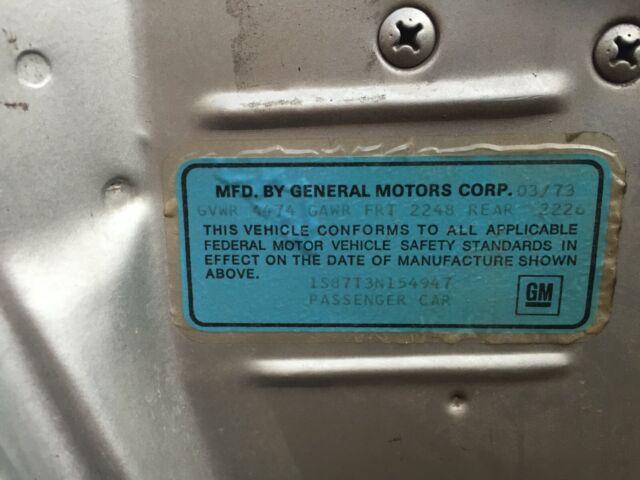 MFD. BY GENERAL MOTORS CORP. 03/73
GVWR 4474 GAWR FRT 2248 REAR 2226
THIS VEHICLE CONFORMS TO ALL APPLICABLE
FEDERAL MOTOR VEHICLE SAFETY STANDARDS IN
EFFECT ON THE DATE OF MANUFACTURE SHOWN
ABOVE.
1S87T3N154947
PASSENGER CAR
GM